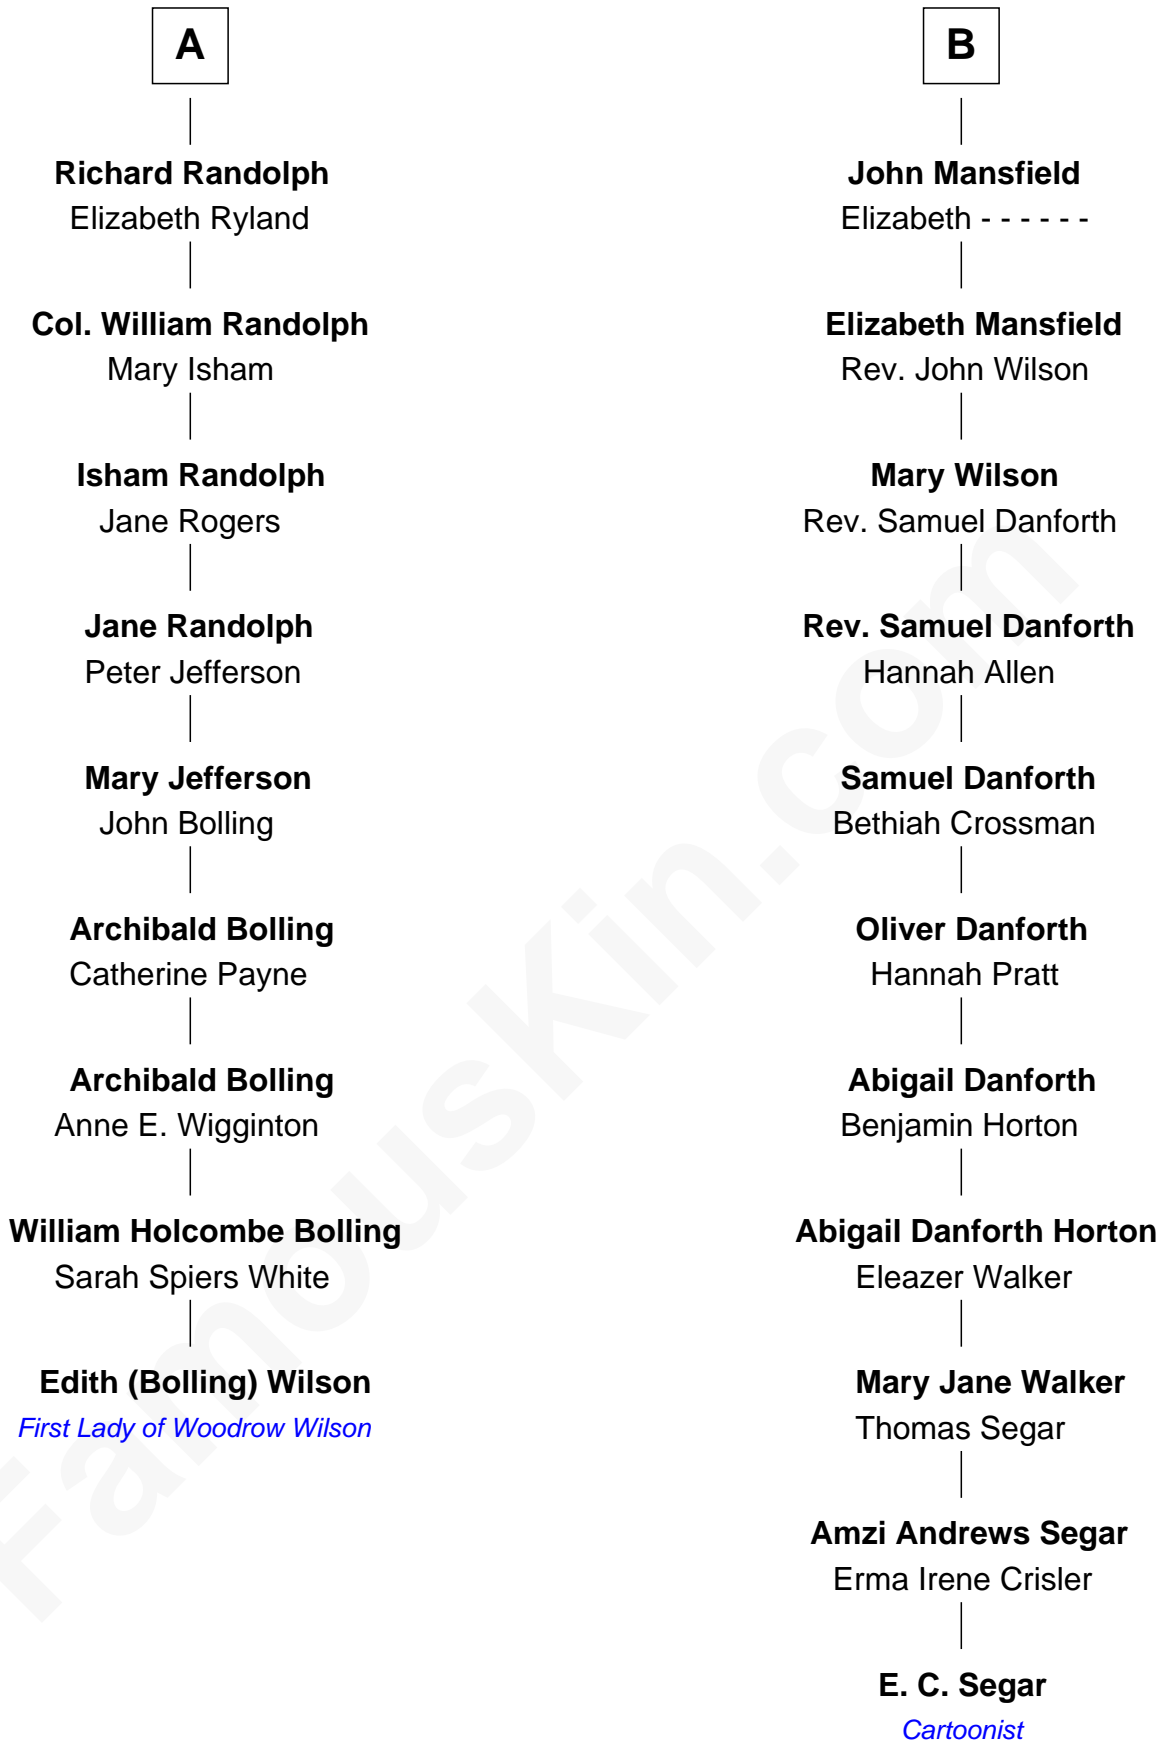 A
Richard Randolph
Elizabeth Ryland
Col. William Randolph
Mary Isham
Isham Randolph
Jane Rogers
Jane Randolph
Peter Jefferson
Mary Jefferson
John Bolling
Archibald Bolling
Catherine Payne
Archibald Bolling
Anne E. Wigginton
William Holcombe Bolling
Sarah Spiers White
Edith (Bolling) Wilson
First Lady of Woodrow Wilson
B
John Mansfield
Elizabeth - - - - - -
Elizabeth Mansfield
Rev. John Wilson
Mary Wilson
Rev. Samuel Danforth
Rev. Samuel Danforth
Hannah Allen
Samuel Danforth
Bethiah Crossman
Oliver Danforth
Hannah Pratt
Abigail Danforth
Benjamin Horton
Abigail Danforth Horton
Eleazer Walker
Mary Jane Walker
Thomas Segar
Amzi Andrews Segar
Erma Irene Crisler
E. C. Segar
Cartoonist
FamousKin.com